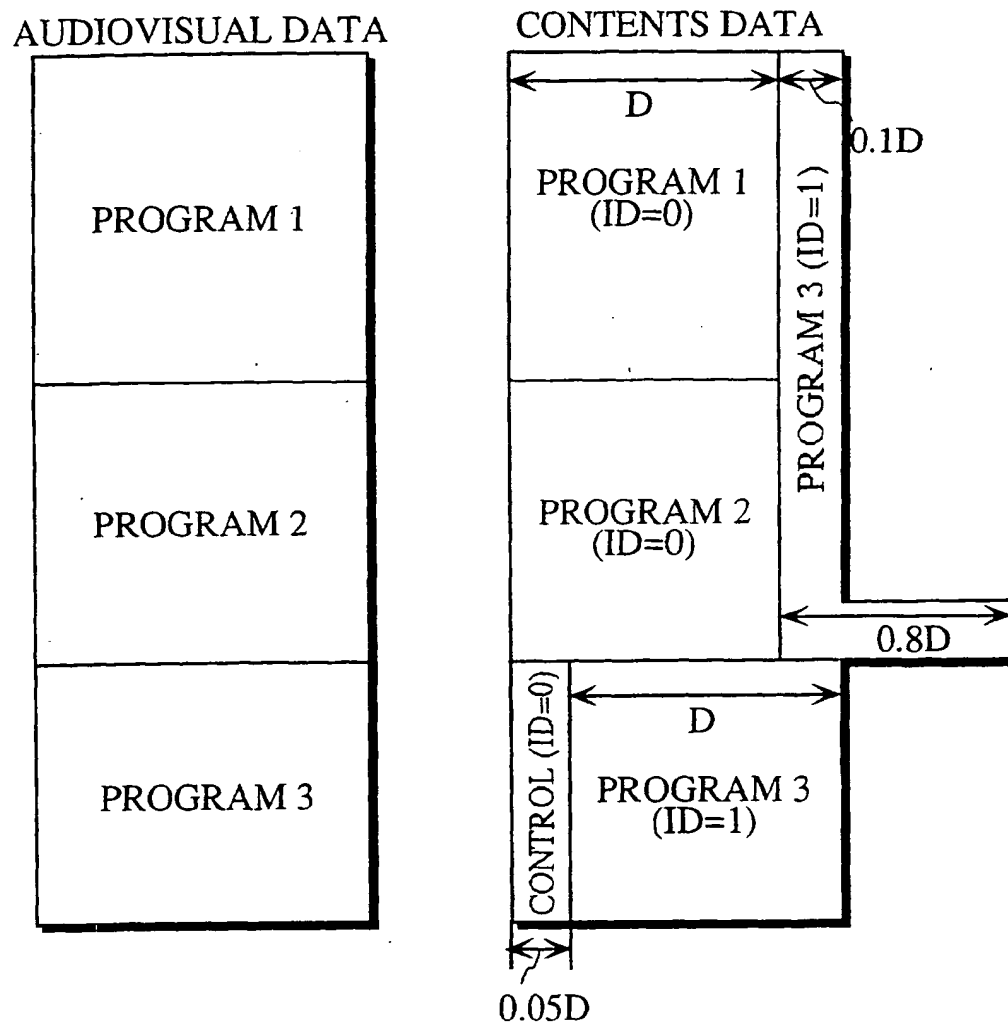 AUDIOVISUAL DATA
PROGRAM 1
PROGRAM 2
PROGRAM 3
CONTENTS DATA
D
0.1D
PROGRAM 1
(ID=0)
PROGRAM 3 (ID=1)
PROGRAM 2
(ID=0)
0.8D
CONTROL (ID=0)
D
PROGRAM 3
(ID=1)
0.05D